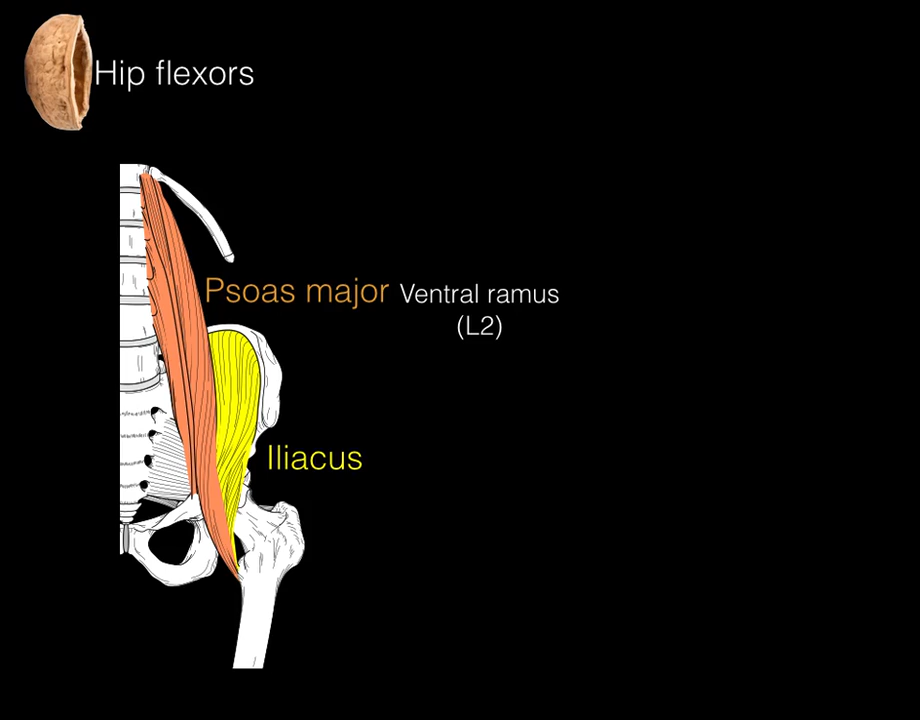 Hip flexors
Psoas major
Ventral ramus
(L2)
Iliacus